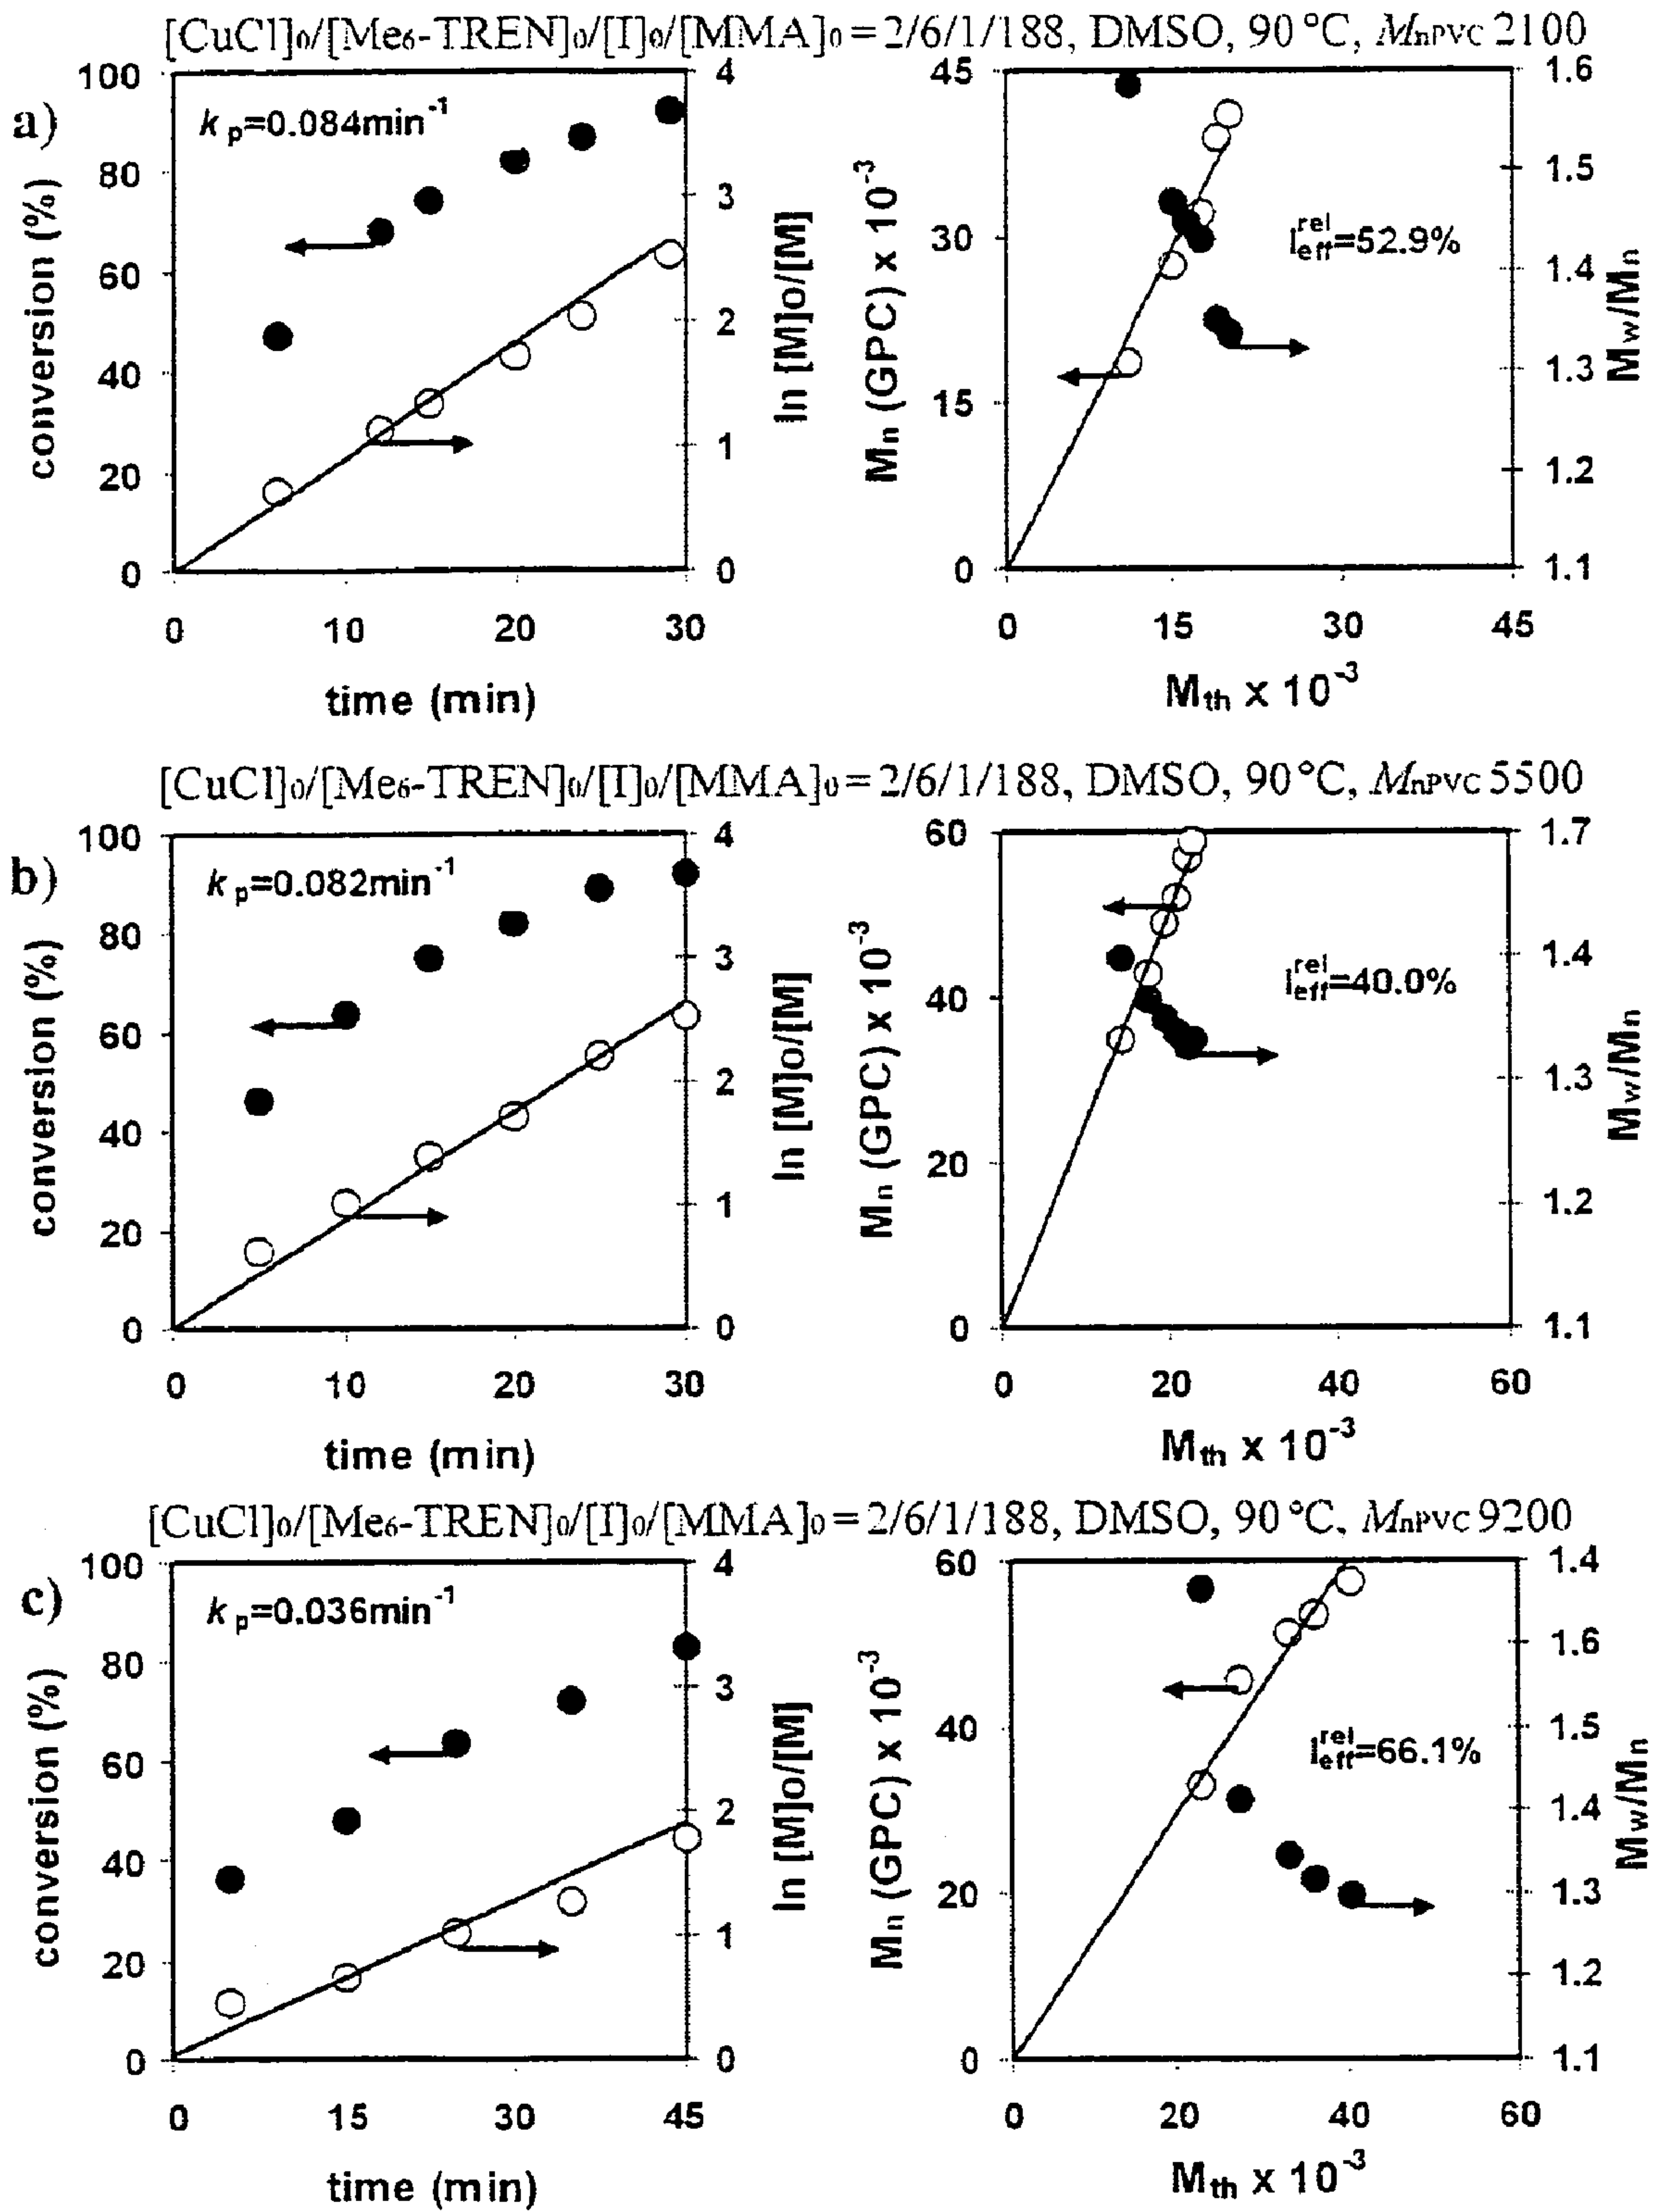 [CuCl]0/[Me6-TREN]0/[I]0/[MMA]0 = 2/6/1/188, DMSO, 90 °C, MnPVC 2100
a)
conversion (%)
100
80
60
40
20
0
kp=0.084min-1
4
3
2
1
0
ln [M]o/[M]
0 10 20 30
time (min)
Mn (GPC) x 10-3
45
30
15
0
Ieff rel=52.9%
1.6
1.5
1.4
1.3
1.2
1.1
Mw/Mn
0 15 30 45
Mth x 10-3
[CuCl]0/[Me6-TREN]0/[I]0/[MMA]0 = 2/6/1/188, DMSO, 90 °C, MnPVC 5500
b)
conversion (%)
100
80
60
40
20
0
kp=0.082min-1
4
3
2
1
0
ln [M]o/[M]
0 10 20 30
time (min)
Mn (GPC) x 10-3
60
40
20
0
Ieff rel=40.0%
1.7
1.4
1.3
1.2
1.1
Mw/Mn
0 20 40 60
Mth x 10-3
[CuCl]0/[Me6-TREN]0/[I]0/[MMA]0 = 2/6/1/188, DMSO, 90 °C, MnPVC 9200
c)
conversion (%)
100
80
60
40
20
0
kp=0.036min-1
4
3
2
1
0
ln [M]o/[M]
0 15 30 45
time (min)
Mn (GPC) x 10-3
60
40
20
0
Ieff rel=66.1%
1.4
1.6
1.5
1.4
1.3
1.2
1.1
Mw/Mn
0 20 40 60
Mth x 10-3